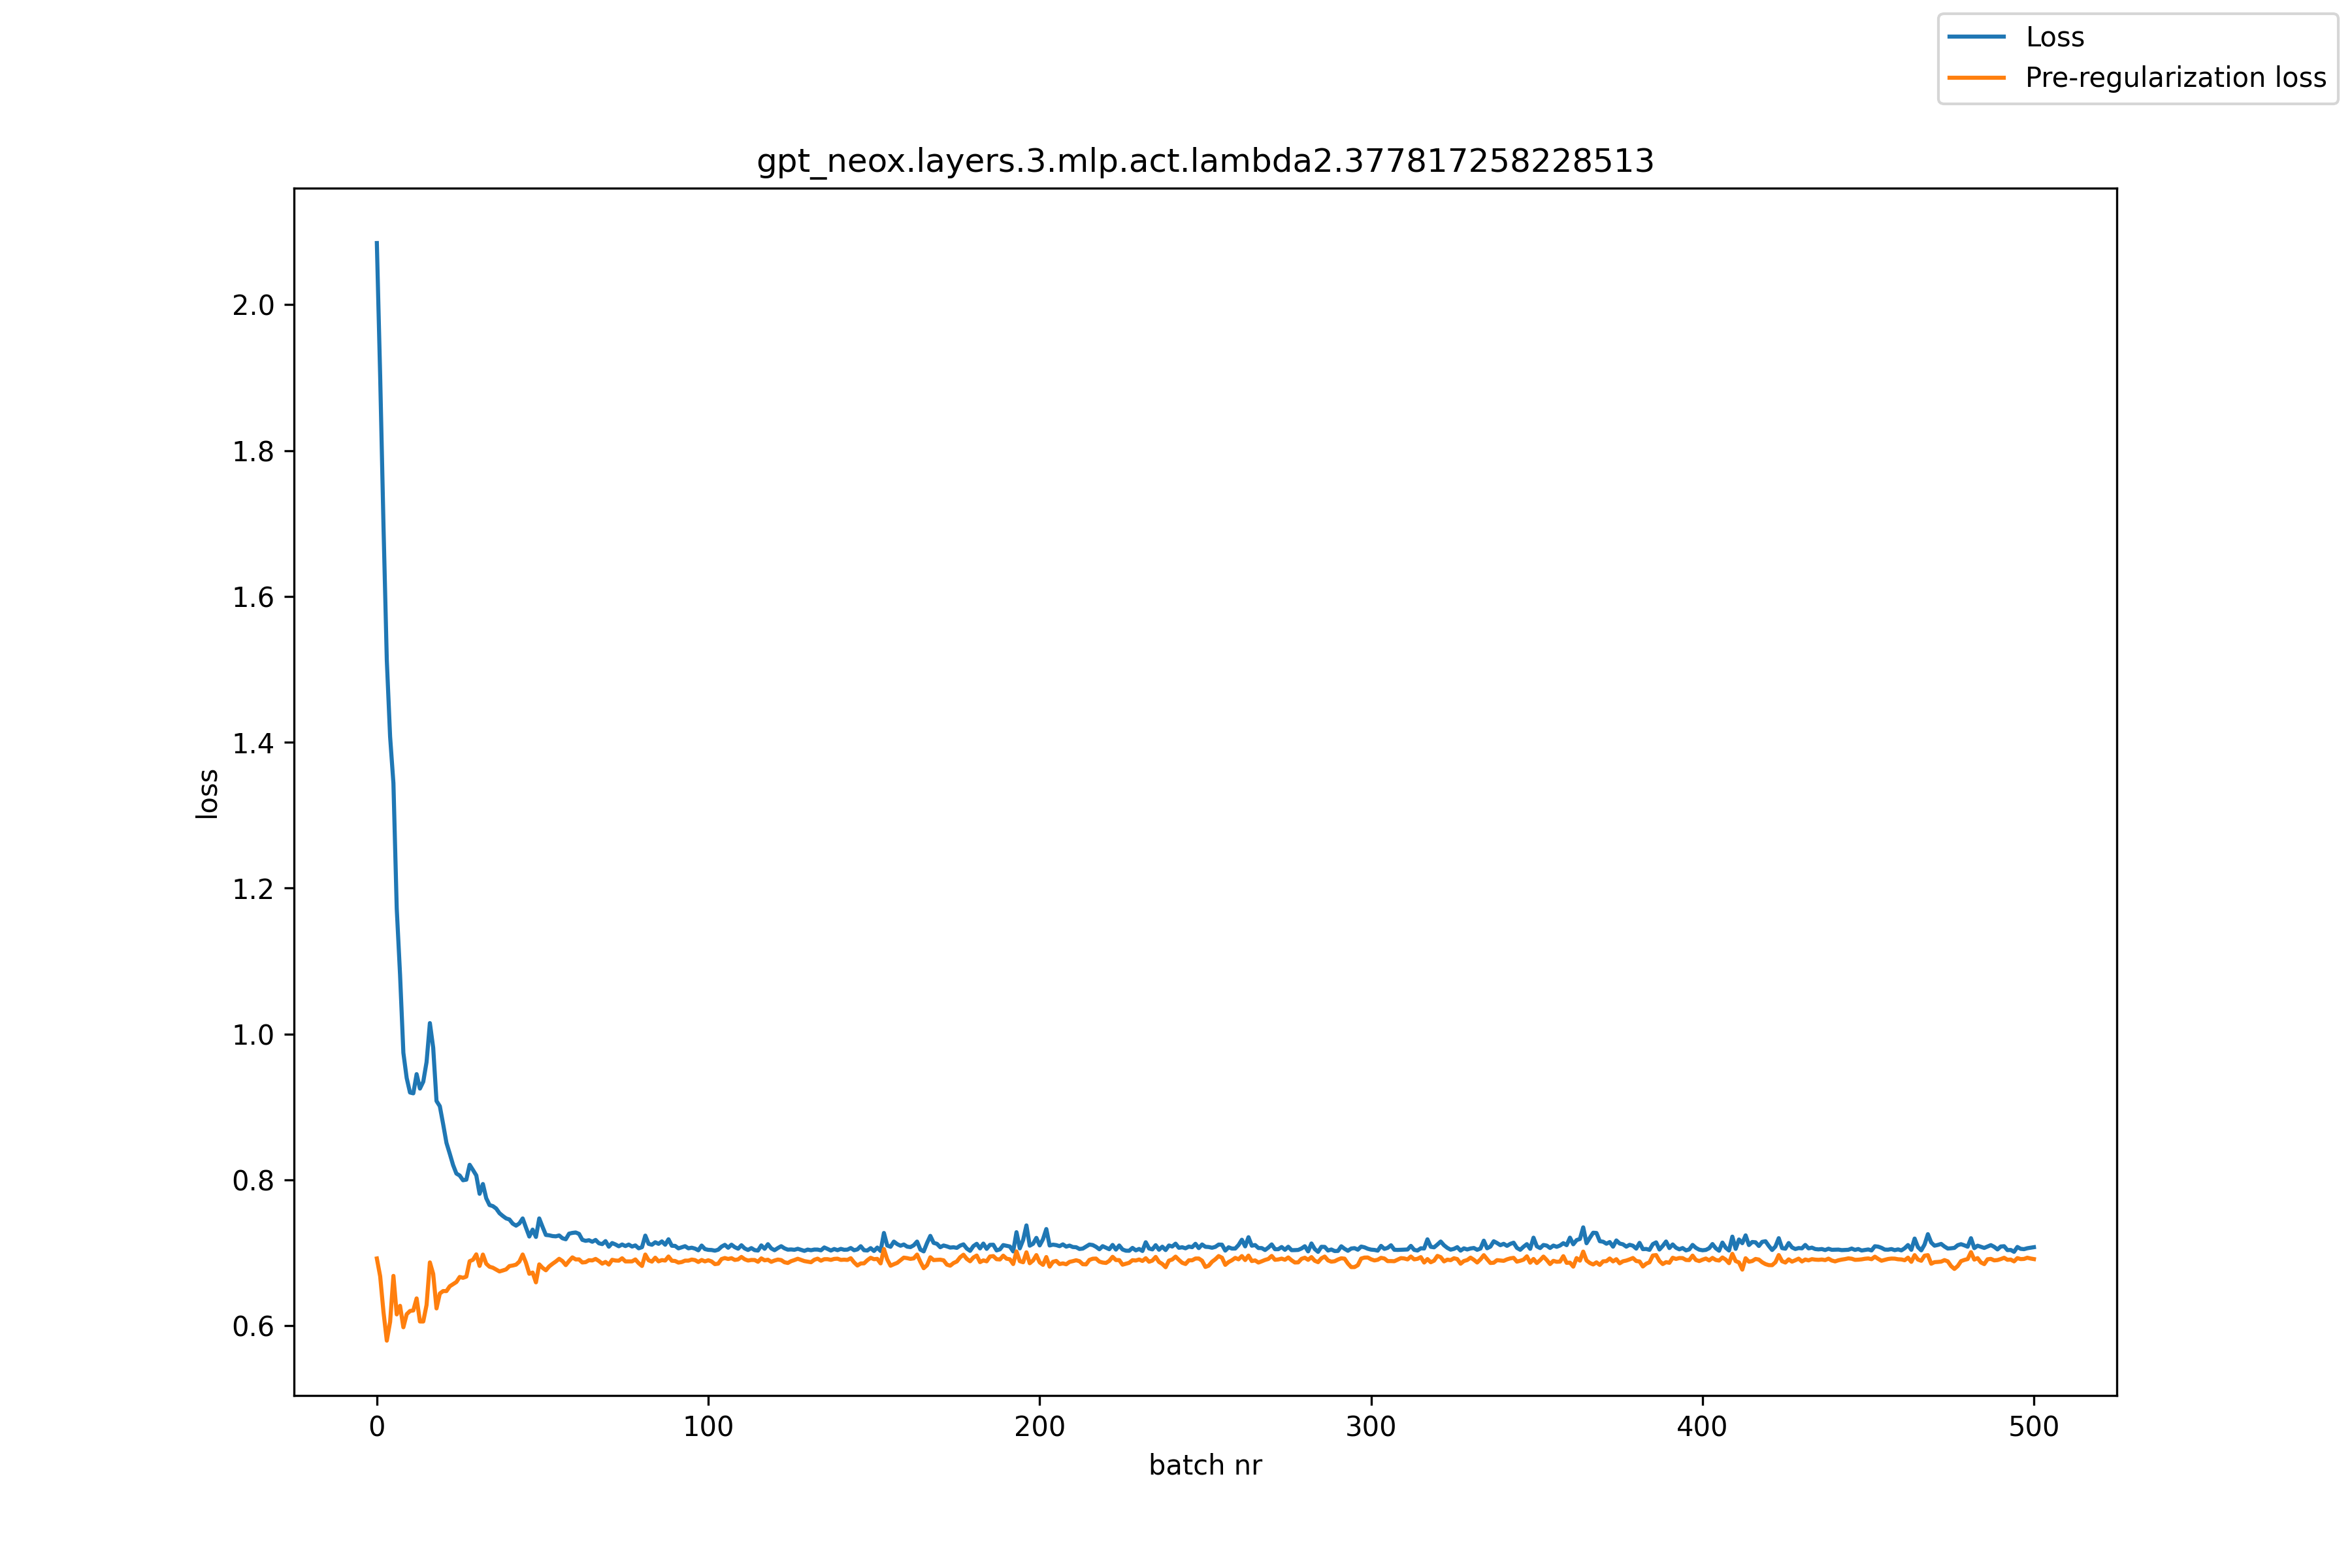 Loss
Pre-regularization loss
gpt_neox.layers.3.mlp.act.lambda2.377817258228513
2.0
1.8
1.6
1.4
1.2
1.0
0.8
0.6
loss
0 100 200 300 400 500
batch nr